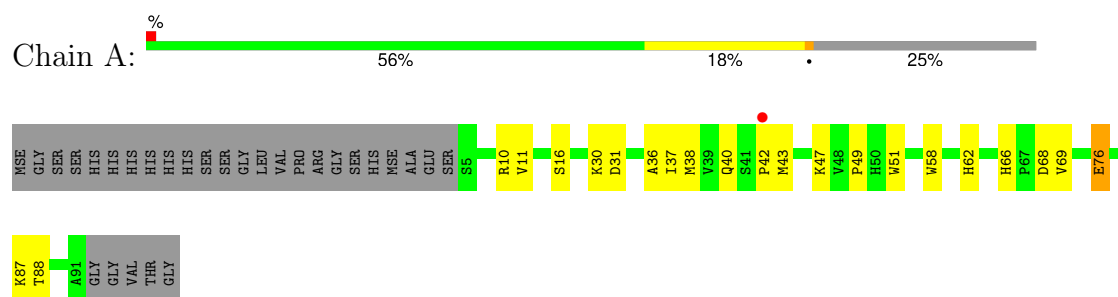 %
Chain A:
56% 18% • 25%
MSE GLY SER SER HIS HIS HIS HIS HIS HIS SER SER GLY LEU VAL PRO ARG GLY SER HIS MSE ALA GLU SER S5 R10 V11 S16 K30 D31 A36 I37 M38 V39 Q40 S41 P42 M43 K47 V48 P49 H50 W51 W58 H62 H66 P67 D68 V69 E76
K87 T88 A91 GLY GLY VAL THR GLY